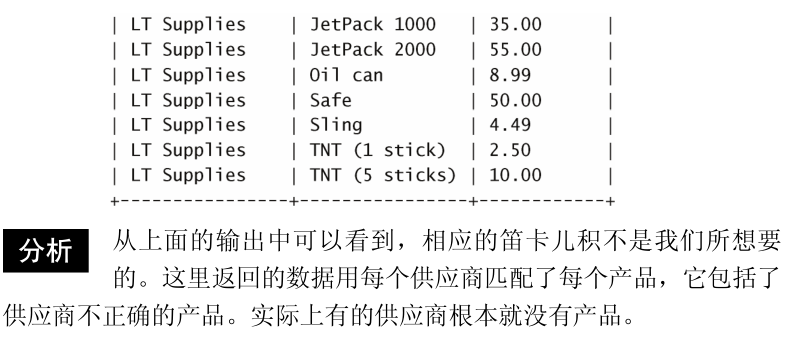 | LT Supplies | JetPack 1000 | 35.00 |
| LT Supplies | JetPack 2000 | 55.00 |
| LT Supplies | Oil can | 8.99 |
| LT Supplies | Safe | 50.00 |
| LT Supplies | Sling | 4.49 |
| LT Supplies | TNT (1 stick) | 2.50 |
| LT Supplies | TNT (5 sticks) | 10.00 |
+----------------+----------------+------------+
分析 从上面的输出中可以看到，相应的笛卡儿积不是我们所想要
的。这里返回的数据用每个供应商匹配了每个产品，它包括了
供应商不正确的产品。实际上有的供应商根本就没有产品。